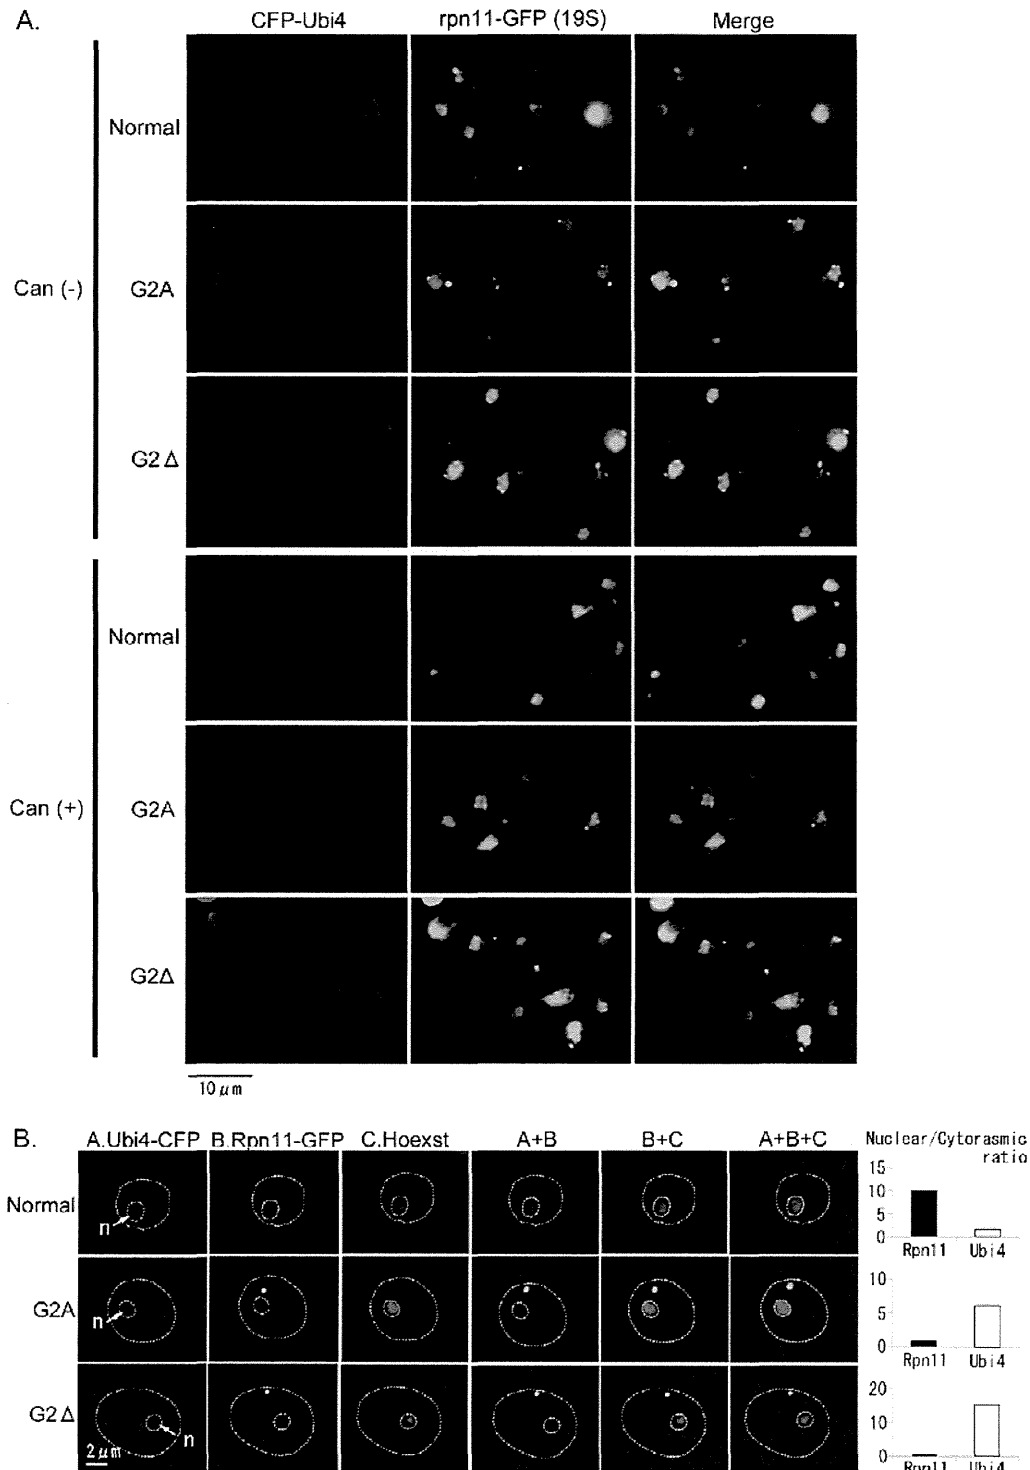 A.
CFP-Ubi4 rpn11-GFP (19S) Merge
Normal
Can (-)
G2A
G2Δ
Normal
Can (+)
G2A
G2Δ
10 μm
B.
A.Ubi4-CFP B.Rpn11-GFP C.Hoexst A+B B+C A+B+C
Nuclear/Cytorasmic
ratio
Normal
n
15
10
5
0
Rpn11 Ubi4
G2A
n
10
5
0
Rpn11 Ubi4
G2Δ
n
2 μm
20
10
0
Rpn11 Ubi4